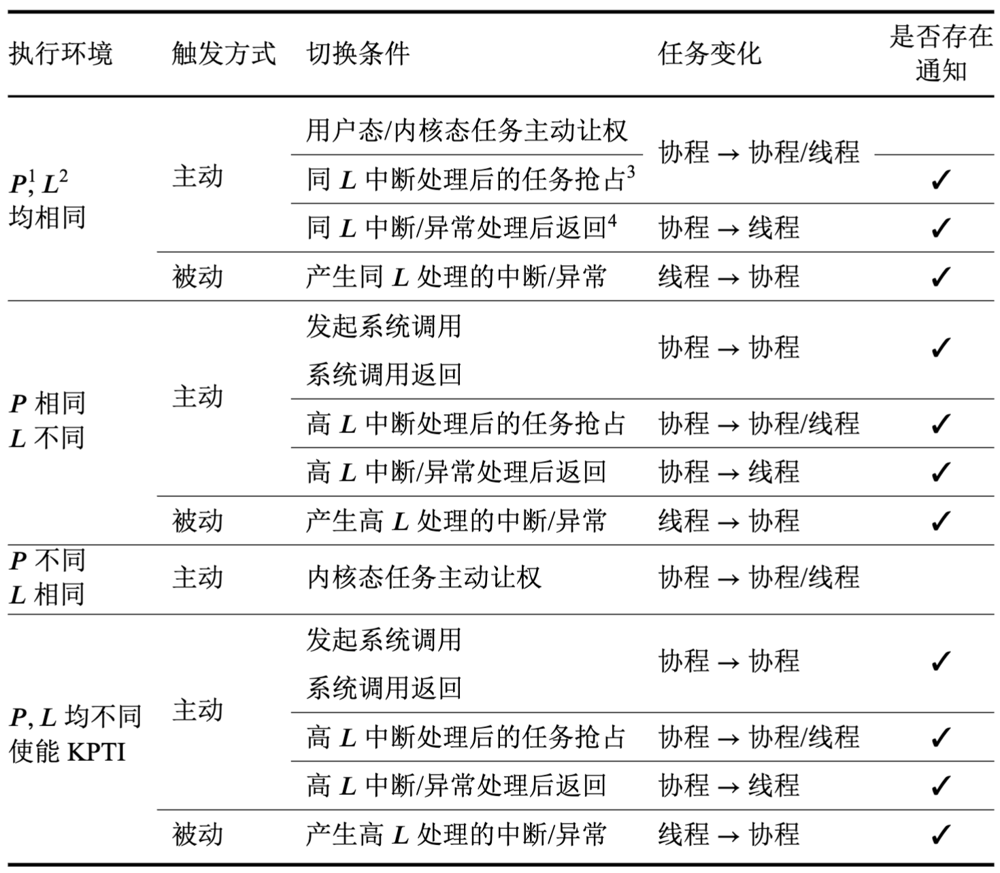 执行环境 触发方式 切换条件 任务变化 是否存在
通知
用户态/内核态任务主动让权
协程 → 协程/线程
P¹, L² 主动 同 L 中断处理后的任务抢占³ ✓
均相同
同 L 中断/异常处理后返回⁴ 协程 → 线程 ✓
被动 产生同 L 处理的中断/异常 线程 → 协程 ✓
发起系统调用
协程 → 协程 ✓
系统调用返回
P 相同 主动
L 不同
高 L 中断处理后的任务抢占 协程 → 协程/线程 ✓
高 L 中断/异常处理后返回 协程 → 线程 ✓
被动 产生高 L 处理的中断/异常 线程 → 协程 ✓
P 不同
L 相同
主动 内核态任务主动让权 协程 → 协程/线程
发起系统调用
协程 → 协程 ✓
系统调用返回
P, L 均不同 主动
使能 KPTI
高 L 中断处理后的任务抢占 协程 → 协程/线程 ✓
高 L 中断/异常处理后返回 协程 → 线程 ✓
被动 产生高 L 处理的中断/异常 线程 → 协程 ✓